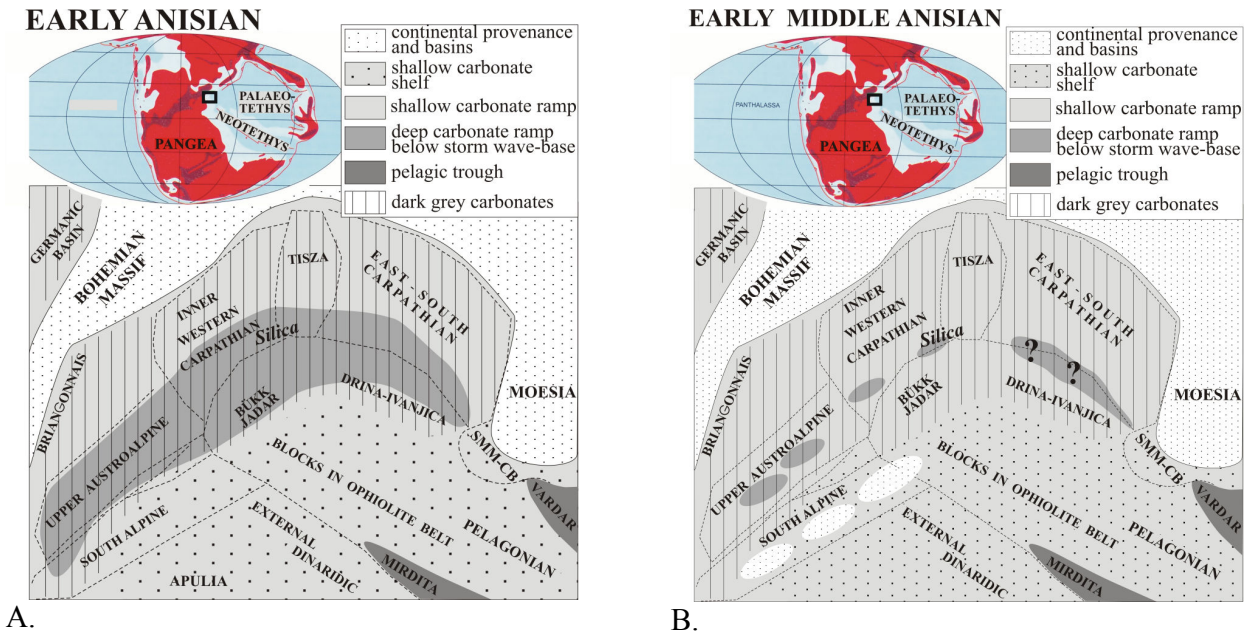 EARLY ANISIAN
PALAEO-
TETHYS
NEOTETHYS
PANGEA
continental provenance
and basins
shallow carbonate
shelf
shallow carbonate ramp
deep carbonate ramp
below storm wave-base
pelagic trough
dark grey carbonates
GERMANIC
BASIN
BOHEMIAN
MASSIF
TISZA
EAST - SOUTH
CARPATHIAN
INNER
WESTERN
CARPATHIAN
Silica
BRIANGONNAIS
UPPER AUSTROALPINE
BÜKK
JADAR
DRINA-IVANJICA
MOESIA
SMM-CB
VARDAR
BLOCKS IN OPHIOLITE BELT
PELAGONIAN
SOUTH ALPINE
EXTERNAL
DINARIDIC
MIRDITA
APULIA
A.
EARLY MIDDLE ANISIAN
PANTHALASSA
PALAEO-
TETHYS
NEOTETHYS
PANGEA
continental provenance
and basins
shallow carbonate
shelf
shallow carbonate ramp
deep carbonate ramp
below storm wave-base
pelagic trough
dark grey carbonates
GERMANIC
BASIN
BOHEMIAN
MASSIF
TISZA
EAST - SOUTH
CARPATHIAN
INNER
WESTERN
CARPATHIAN
Silica
?
?
BRIANGONNAIS
UPPER AUSTROALPINE
BÜKK
JADAR
DRINA-IVANJICA
MOESIA
SMM-CB
VARDAR
BLOCKS IN OPHIOLITE BELT
PELAGONIAN
SOUTH ALPINE
EXTERNAL
DINARIDIC
MIRDITA
APULIA
B.